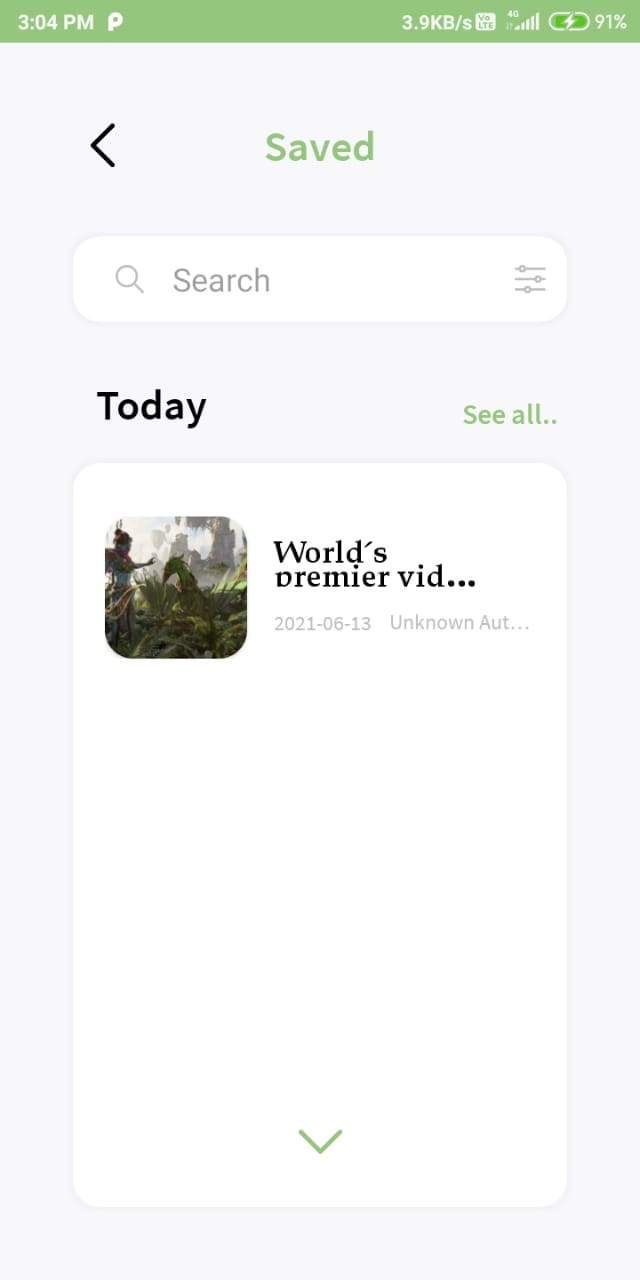 3:04 PM 3.9KB/s Vo LTE 4G 91%
Saved
Search
Today
See all..
World´s
premier vid...
2021-06-13 Unknown Aut...